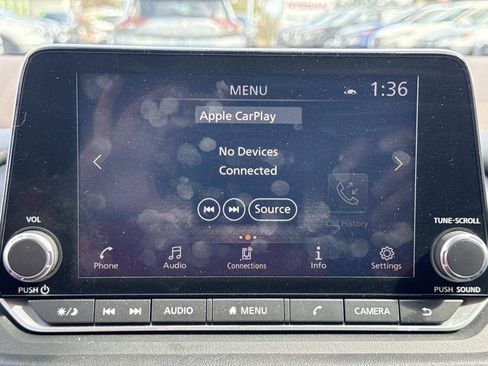 MENU
1:36
Apple CarPlay
No Devices
Connected
Source
Call History
VOL
TUNE•SCROLL
Phone
Audio
Connections
Info
Settings
PUSH
PUSH SOUND
AUDIO
MENU
CAMERA